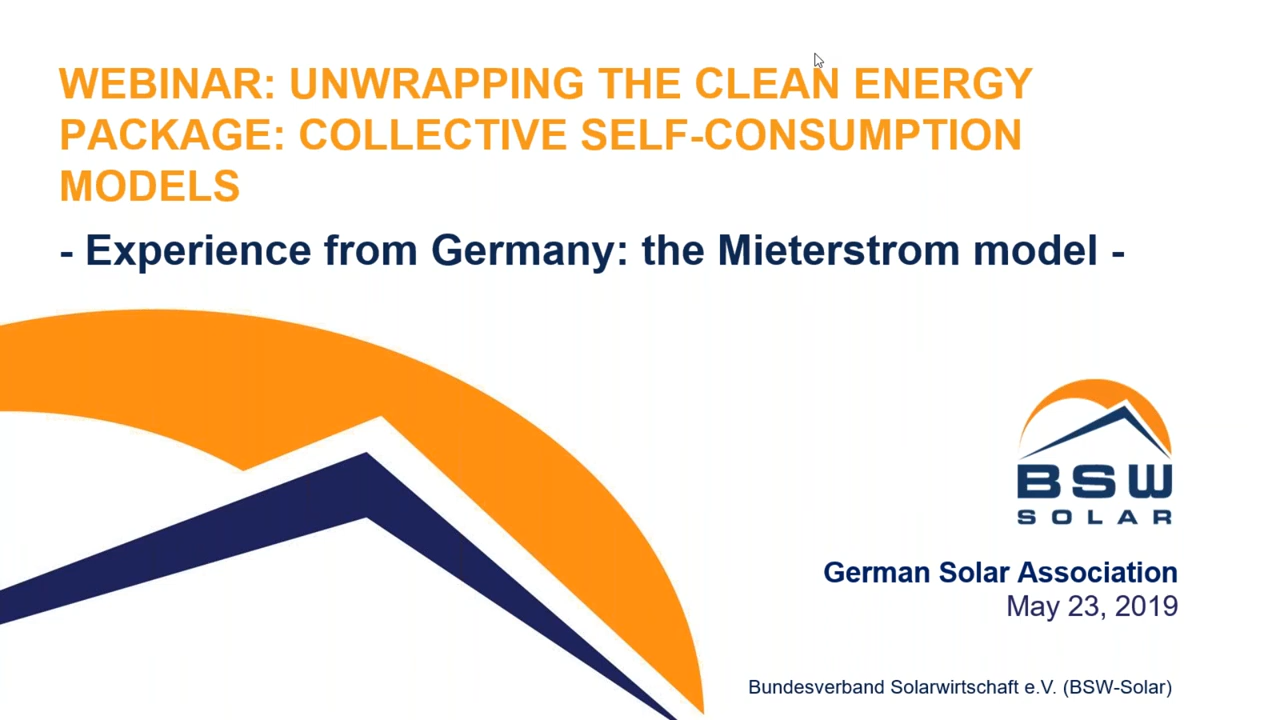 WEBINAR: UNWRAPPING THE CLEAN ENERGY
PACKAGE: COLLECTIVE SELF-CONSUMPTION
MODELS
- Experience from Germany: the Mieterstrom model -
BSW
SOLAR
German Solar Association
May 23, 2019
Bundesverband Solarwirtschaft e.V. (BSW-Solar)